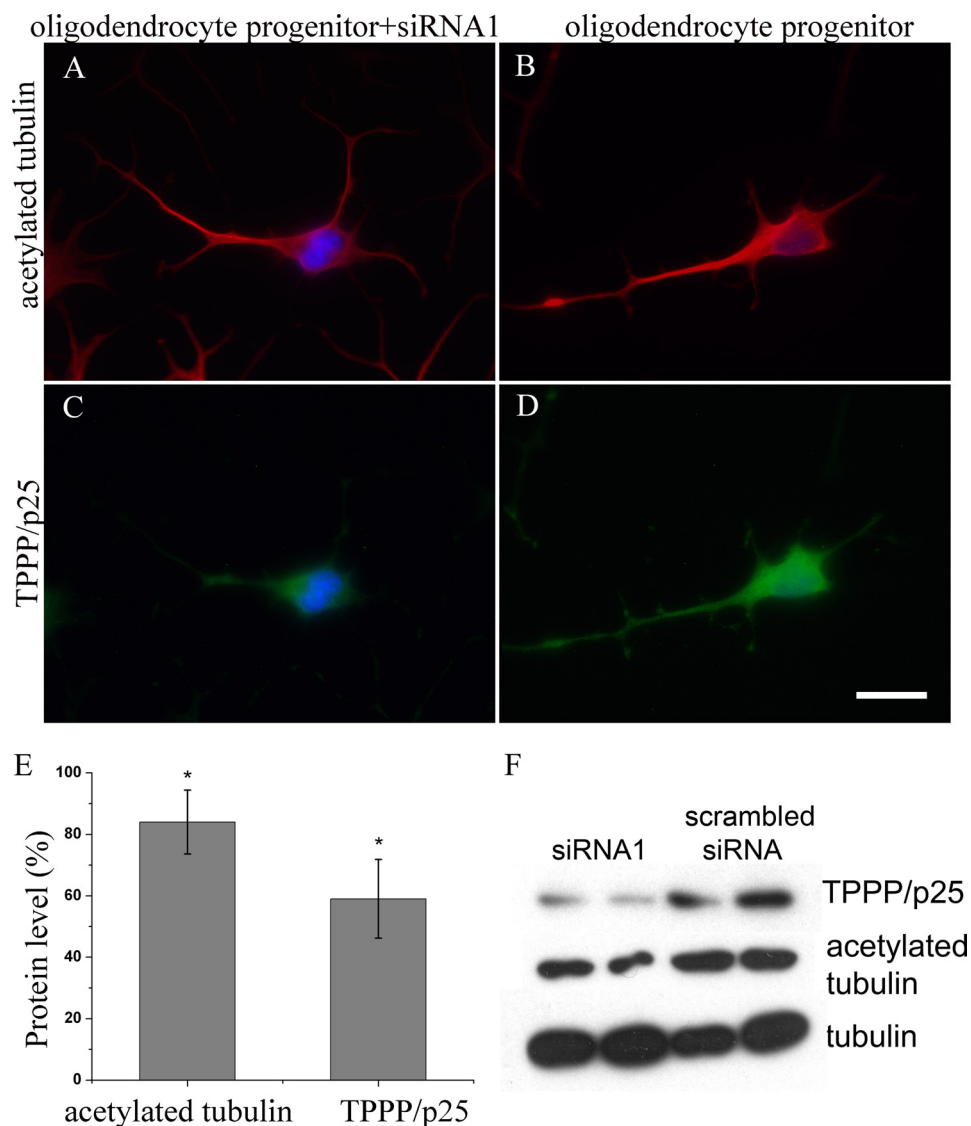 oligodendrocyte progenitor+siRNA1
oligodendrocyte progenitor
acetylated tubulin
A
B
TPPP/p25
C
D
E
Protein level (%)
100
80
60
40
20
0
*
*
acetylated tubulin
TPPP/p25
F
siRNA1
scrambled
siRNA
TPPP/p25
acetylated
tubulin
tubulin